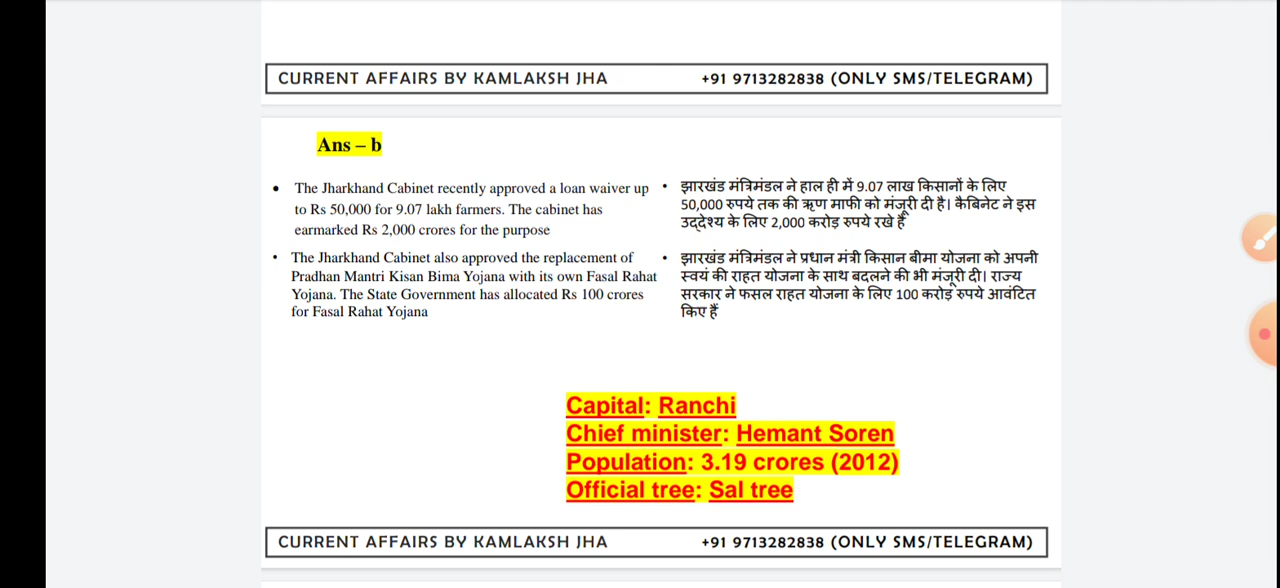 CURRENT AFFAIRS BY KAMLAKSH JHA +91 9713282838 (ONLY SMS/TELEGRAM)
Ans – b
• The Jharkhand Cabinet recently approved a loan waiver up
to Rs 50,000 for 9.07 lakh farmers. The cabinet has
earmarked Rs 2,000 crores for the purpose
• The Jharkhand Cabinet also approved the replacement of
Pradhan Mantri Kisan Bima Yojana with its own Fasal Rahat
Yojana. The State Government has allocated Rs 100 crores
for Fasal Rahat Yojana
• झारखंड मंत्रिमंडल ने हाल ही में 9.07 लाख किसानों के लिए
50,000 रुपये तक की ऋण माफी को मंजूरी दी है। कैबिनेट ने इस
उद्देश्य के लिए 2,000 करोड़ रुपये रखे हैं
• झारखंड मंत्रिमंडल ने प्रधान मंत्री किसान बीमा योजना को अपनी
स्वयं की राहत योजना के साथ बदलने की भी मंजूरी दी। राज्य
सरकार ने फसल राहत योजना के लिए 100 करोड़ रुपये आवंटित
किए हैं
Capital: Ranchi
Chief minister: Hemant Soren
Population: 3.19 crores (2012)
Official tree: Sal tree
CURRENT AFFAIRS BY KAMLAKSH JHA +91 9713282838 (ONLY SMS/TELEGRAM)